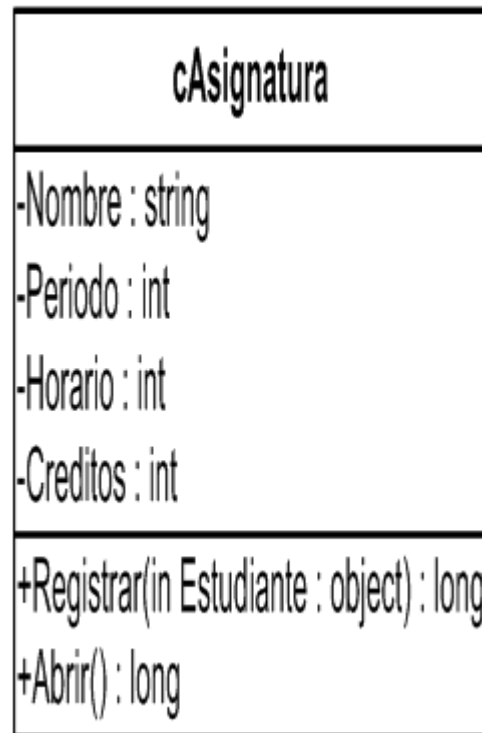 cAsignatura
-Nombre : string
-Periodo : int
-Horario : int
-Creditos : int
+Registrar(in Estudiante : object) : long
+Abrir() : long